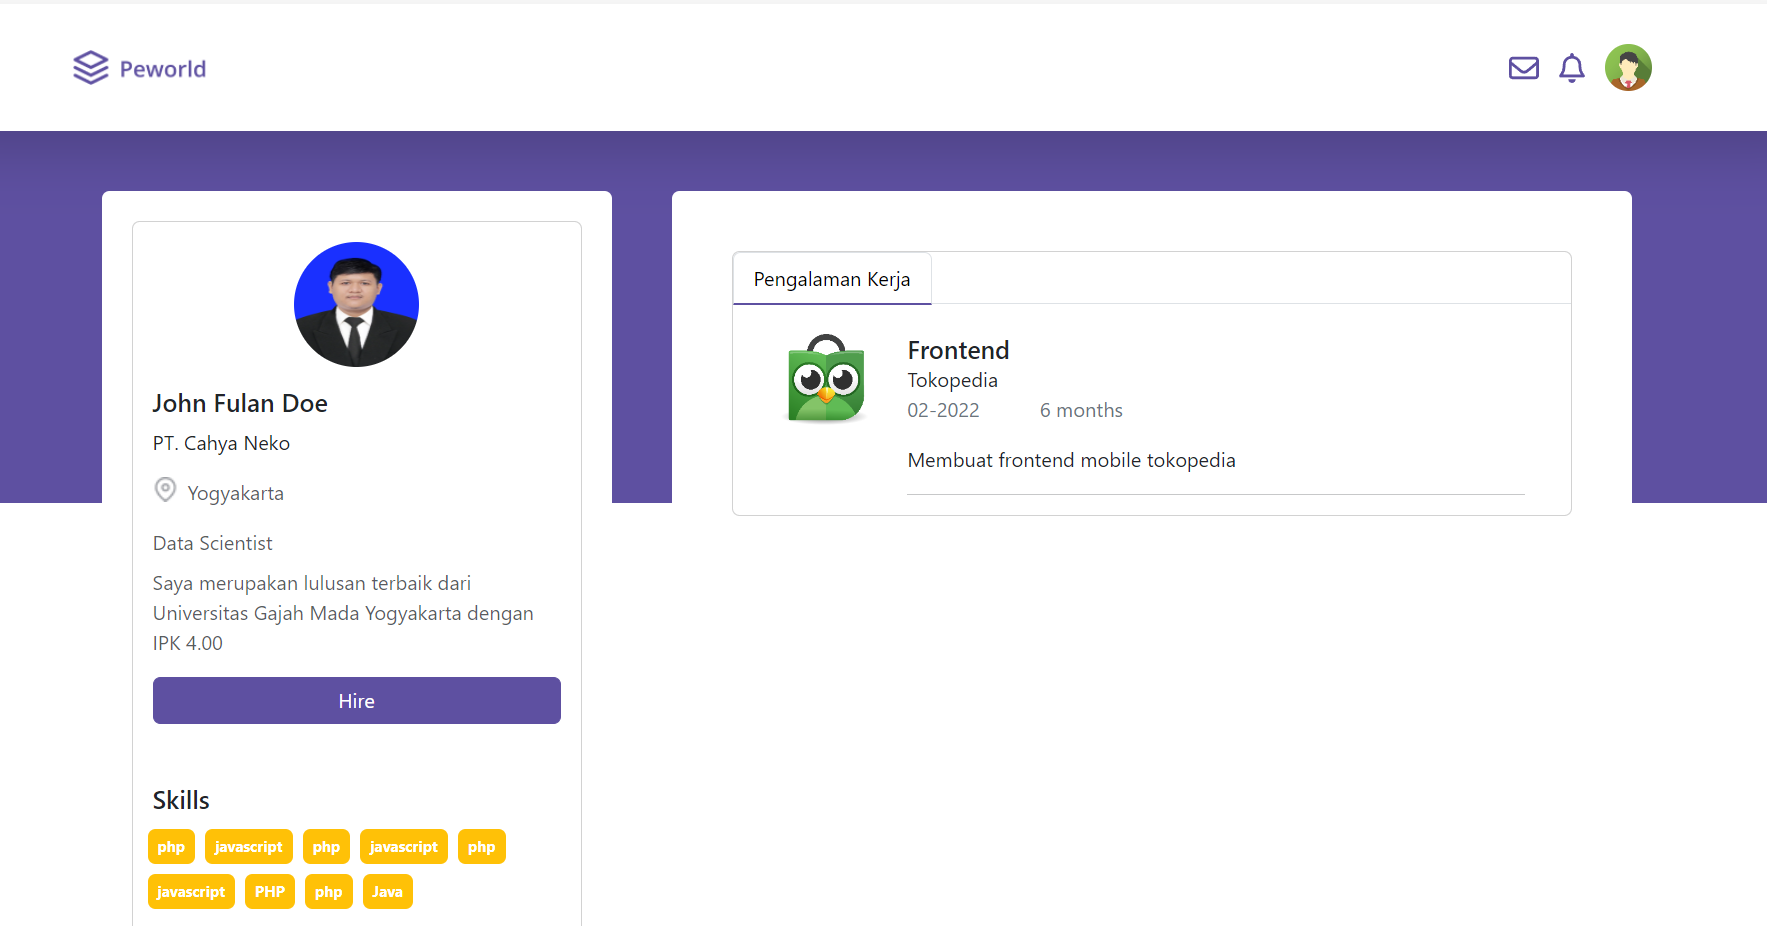 Peworld
John Fulan Doe
PT. Cahya Neko
Yogyakarta
Data Scientist
Saya merupakan lulusan terbaik dari
Universitas Gajah Mada Yogyakarta dengan
IPK 4.00
Hire
Skills
php javascript php javascript php
javascript PHP php Java
Pengalaman Kerja
Frontend
Tokopedia
02-2022 6 months
Membuat frontend mobile tokopedia